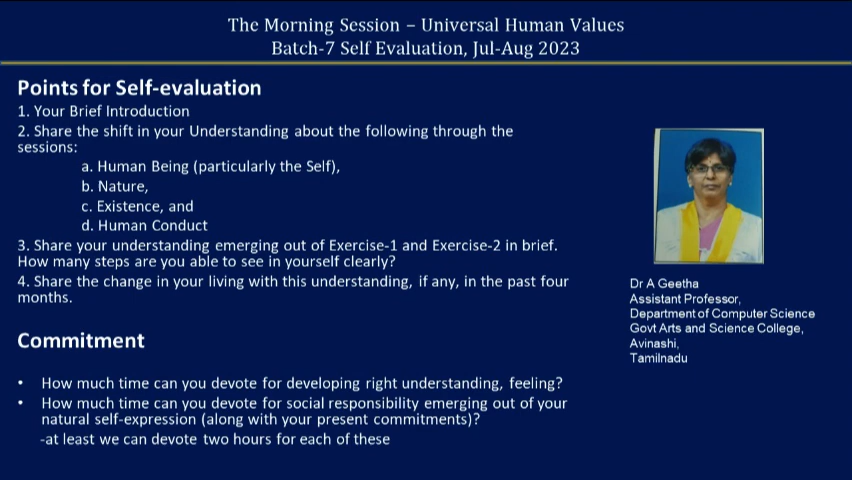 The Morning Session – Universal Human Values
Batch-7 Self Evaluation, Jul-Aug 2023
Points for Self-evaluation
1. Your Brief Introduction
2. Share the shift in your Understanding about the following through the
sessions:
a. Human Being (particularly the Self),
b. Nature,
c. Existence, and
d. Human Conduct
3. Share your understanding emerging out of Exercise-1 and Exercise-2 in brief.
How many steps are you able to see in yourself clearly?
4. Share the change in your living with this understanding, if any, in the past four
months.
Commitment
• How much time can you devote for developing right understanding, feeling?
• How much time can you devote for social responsibility emerging out of your
natural self-expression (along with your present commitments)?
-at least we can devote two hours for each of these
Dr A Geetha
Assistant Professor,
Department of Computer Science
Govt Arts and Science College,
Avinashi,
Tamilnadu